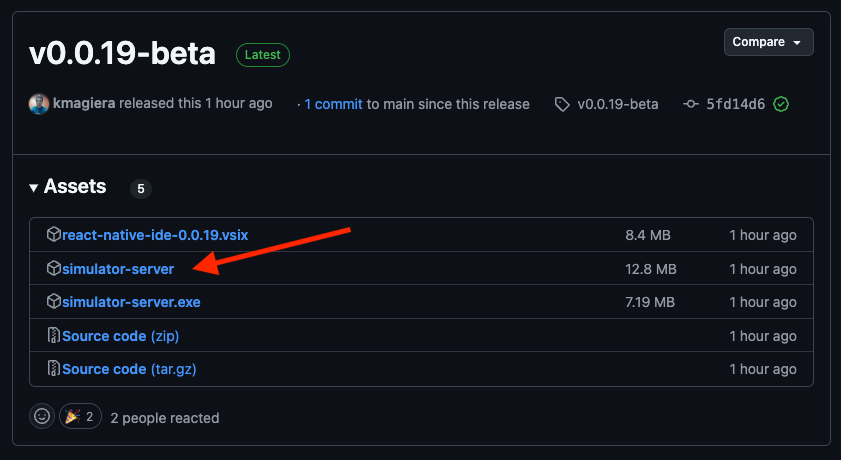 v0.0.19-beta Latest Compare
kmagiera released this 1 hour ago · 1 commit to main since this release v0.0.19-beta 5fd14d6
Assets 5
react-native-ide-0.0.19.vsix 8.4 MB 1 hour ago
simulator-server 12.8 MB 1 hour ago
simulator-server.exe 7.19 MB 1 hour ago
Source code (zip) 1 hour ago
Source code (tar.gz) 1 hour ago
🎉 2 2 people reacted